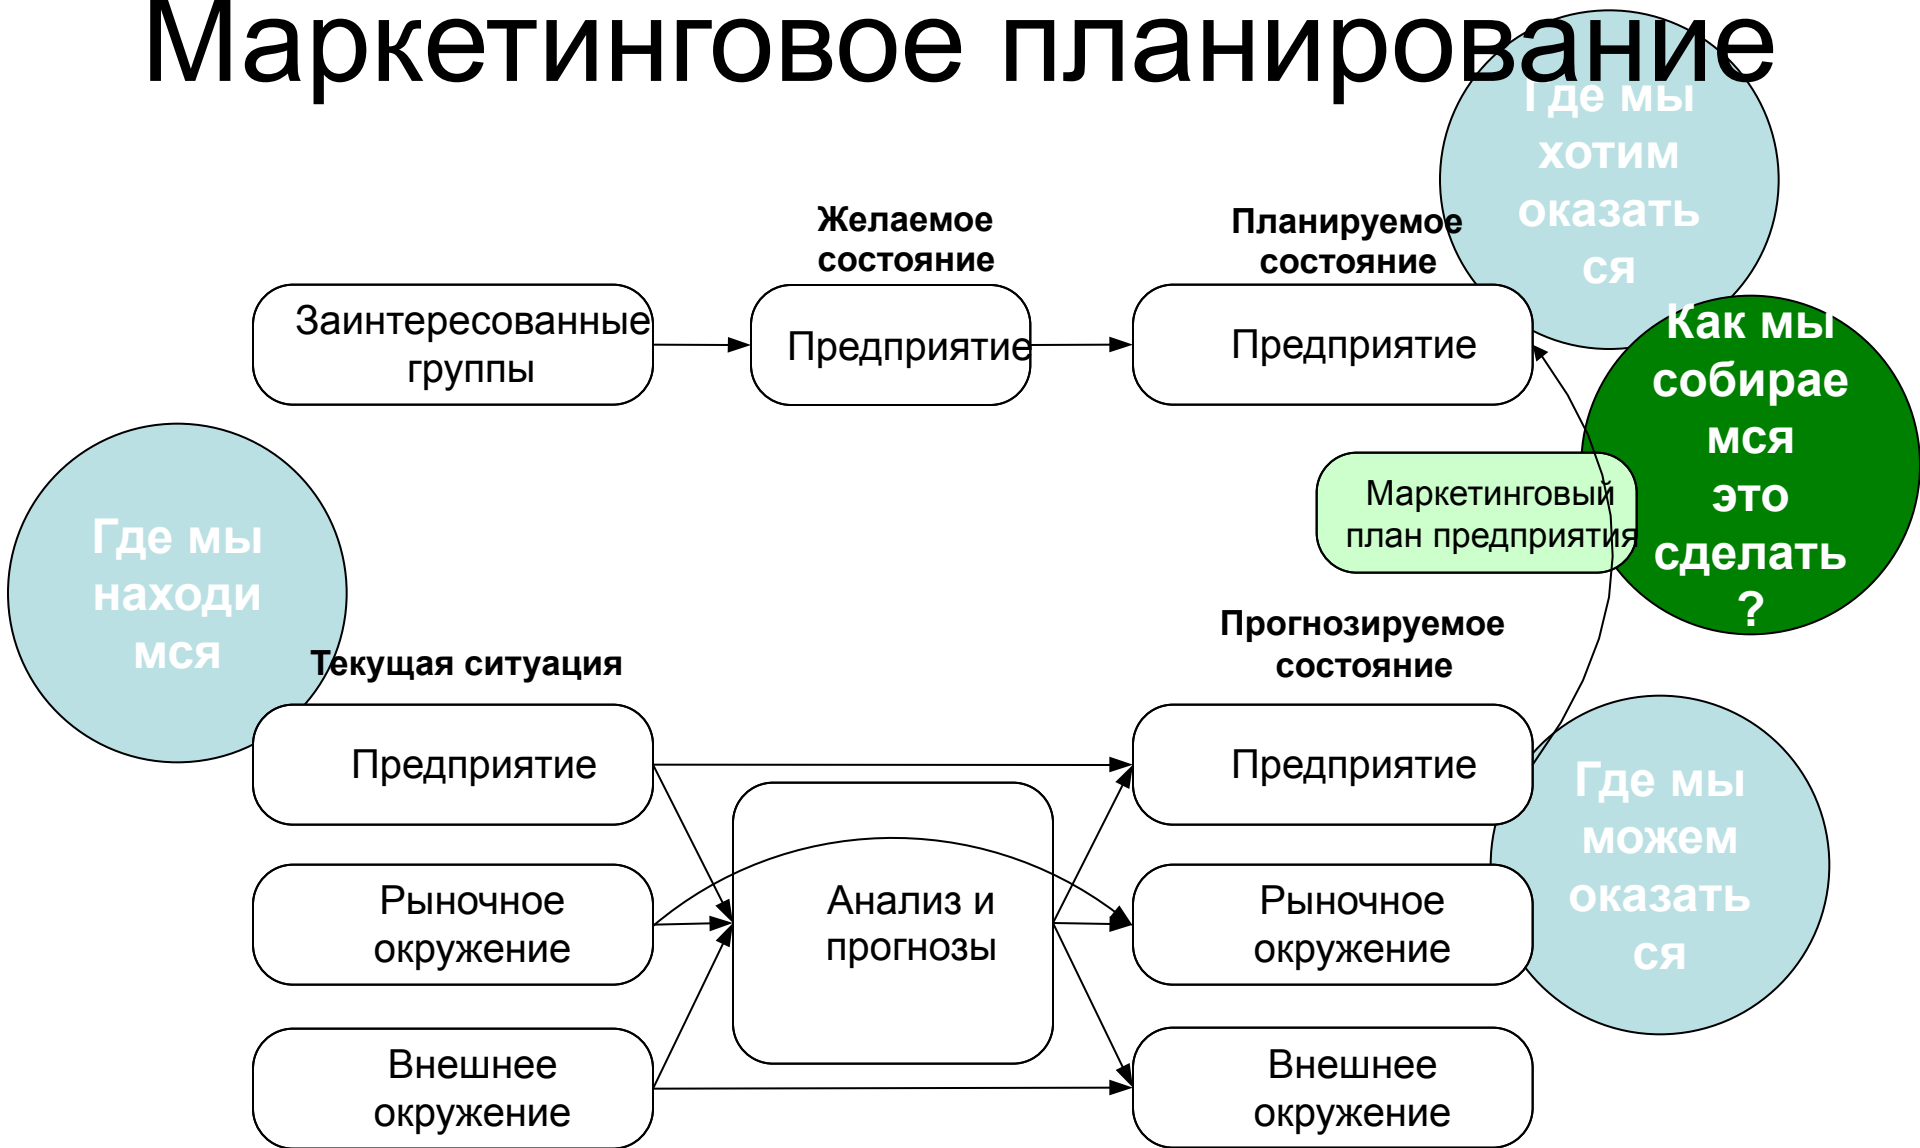 Маркетинговое планирование
Где мы
хотим
оказать
ся
Желаемое
состояние
Планируемое
состояние
Заинтересованные
группы
Предприятие
Предприятие
Как мы
собирае
мся
это
сделать
?
Маркетинговый
план предприятия
Где мы
находи
мся
Текущая ситуация
Прогнозируемое
состояние
Предприятие
Предприятие
Где мы
можем
оказать
ся
Рыночное
окружение
Анализ и
прогнозы
Рыночное
окружение
Внешнее
окружение
Внешнее
окружение